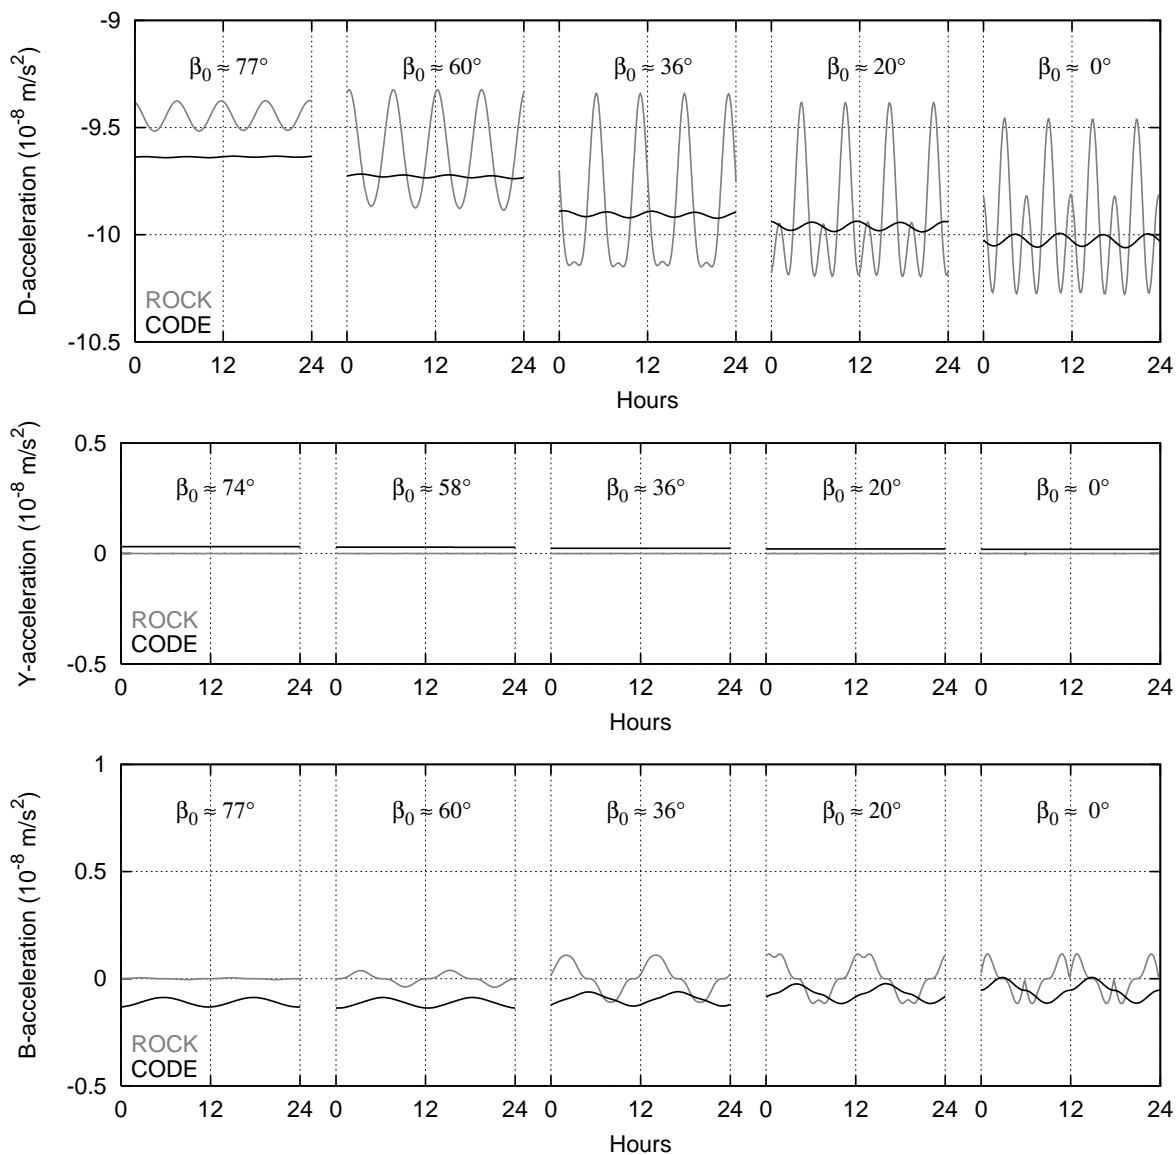 -9
β₀ ≈ 77° β₀ ≈ 60° β₀ ≈ 36° β₀ ≈ 20° β₀ ≈ 0°
-9.5
D-acceleration (10⁻⁸ m/s²)
-10
ROCK
CODE
-10.5
0 12 24 0 12 24 0 12 24 0 12 24 0 12 24
Hours
0.5
β₀ ≈ 74° β₀ ≈ 58° β₀ ≈ 36° β₀ ≈ 20° β₀ ≈ 0°
Y-acceleration (10⁻⁸ m/s²)
0
ROCK
CODE
-0.5
0 12 24 0 12 24 0 12 24 0 12 24 0 12 24
Hours
1
β₀ ≈ 77° β₀ ≈ 60° β₀ ≈ 36° β₀ ≈ 20° β₀ ≈ 0°
0.5
B-acceleration (10⁻⁸ m/s²)
0
ROCK
CODE
-0.5
0 12 24 0 12 24 0 12 24 0 12 24 0 12 24
Hours